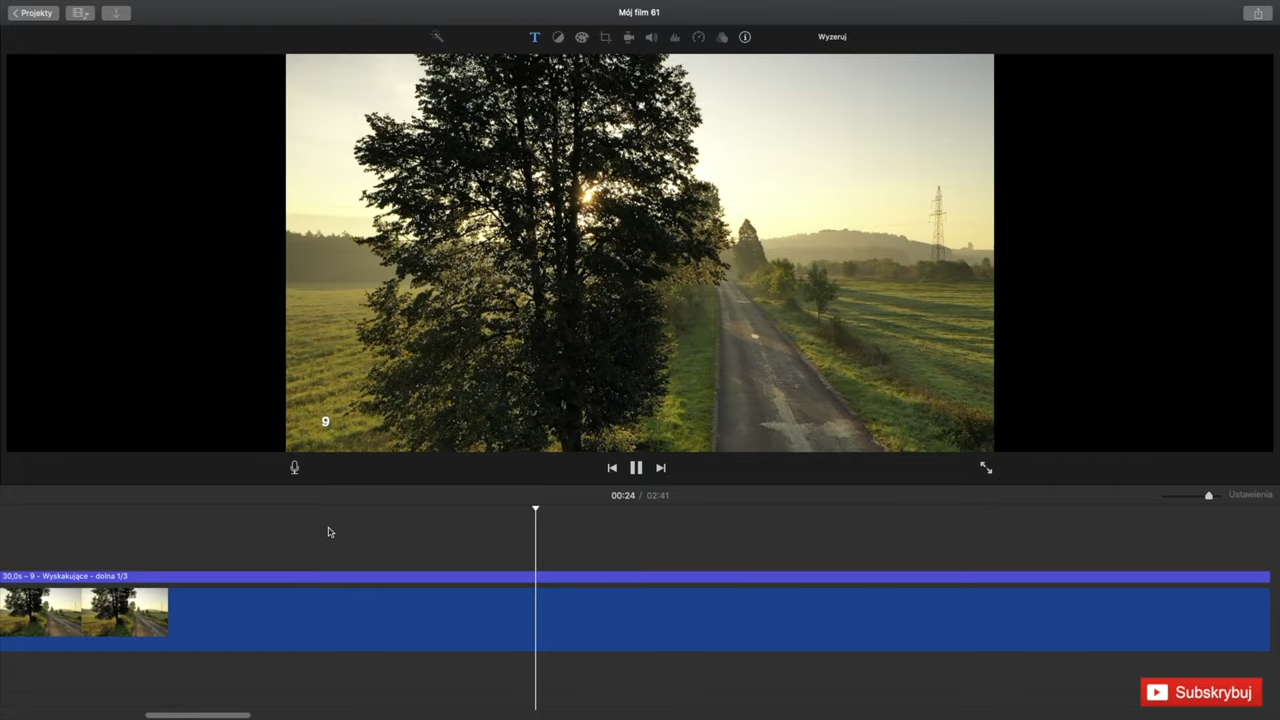 Projekty
Mój film 61
T
Wyzeruj
9
00:24 / 02:41
Ustawienia
30,0s – 9 - Wyskakujące - dolna 1/3
Subskrybuj